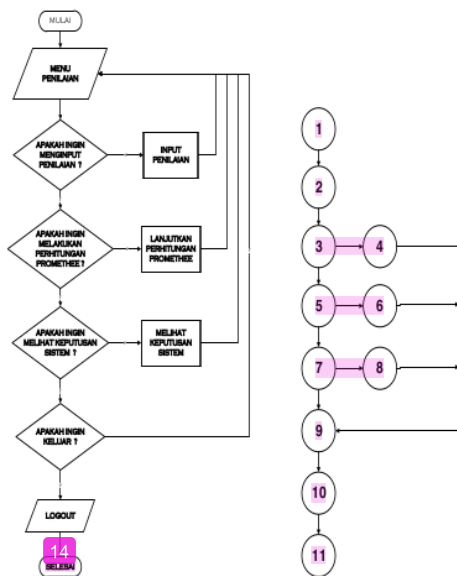 MULAI
MENU
PENILAIAN
APAKAH INGIN
MENGINPUT
PENILAIAN ?
INPUT
PENILAIAN
APAKAH INGIN
MELAKUKAN
PERHITUNGAN
PROMETHEE ?
LANJUTKAN
PERHITUNGAN
PROMETHEE
APAKAH INGIN
MELIHAT KEPUTUSAN
SISTEM ?
MELIHAT
KEPUTUSAN
SISTEM
APAKAH INGIN
KELUAR ?
LOGOUT
14
SELESAI
1
2
3 4
5 6
7 8
9
10
11